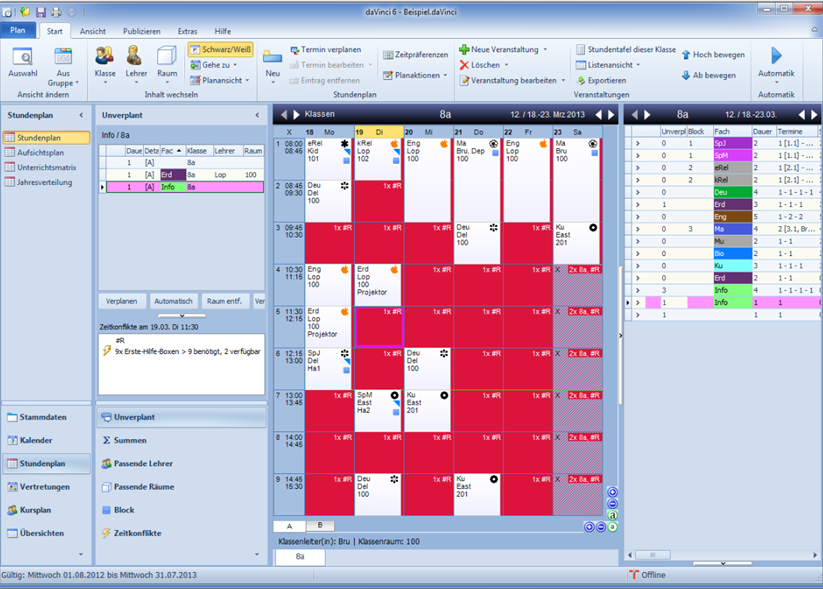 daVinci 6 - Beispiel.daVinci
Plan Start Ansicht Publizieren Extras Hilfe
Auswahl
Aus Gruppe
Ansicht ändern
Klasse
Lehrer
Raum
Schwarz/Weiß
Gehe zu
Planansicht
Inhalt wechseln
Neu
Termin verplanen
Termin bearbeiten
Eintrag entfernen
Zeitpräferenzen
Planaktionen
Stundenplan
Neue Veranstaltung
Löschen
Veranstaltung bearbeiten
Stundentafel dieser Klasse
Listenansicht
Exportieren
Veranstaltungen
Hoch bewegen
Ab bewegen
Automatik
Automatik
Stundenplan
Stundenplan
Aufsichtsplan
Unterrichtsmatrix
Jahresverteilung
Stammdaten
Kalender
Stundenplan
Vertretungen
Kursplan
Übersichten
Unverplant
Info / 8a
Daue Deta Fac Klasse Lehrer Raum
1 [A] 8a
1 [A] Erd 8a Lop 100
1 [A] Info 8a
Verplanen Automatisch Raum entf. Ver
Zeitkonflikte am 19.03. Di 11:30
#R
9x Erste-Hilfe-Boxen > 9 benötigt, 2 verfügbar
Unverplant
Summen
Passende Lehrer
Passende Räume
Block
Zeitkonflikte
Klassen 8a 12. / 18.-23. Mrz 2013
X 18 Mo 19 Di 20 Mi 21 Do 22 Fr 23 Sa
1 08:00 08:45
eRel Kid 101
kRel Lop 102
Eng Lop 100
Ma Bru, Dep
Eng Lop 100
Ma Bru
2 08:45 09:30
Deu Del 100
1x #R
3 09:45 10:30
1x #R 1x #R 1x #R
Deu Del 100
1x #R
Ku East 201
4 10:30 11:15
Eng Lop 100
Erd Lop 100 Projektor
1x #R 1x #R 1x #R X 2x 8a, #R
5 11:30 12:15
Erd Lop 100 Projektor
1x #R 1x #R 1x #R 1x #R X 2x 8a, #R
6 12:15 13:00
SpJ Del Ha1
1x #R
Deu Del 100
1x #R 1x #R X 2x 8a, #R
7 13:00 13:45
1x #R
SpM East Ha2
Ku East 201
1x #R 1x #R X 2x 8a, #R
8 14:00 14:45
1x #R 1x #R 1x #R 1x #R 1x #R X 2x 8a, #R
9 14:45 15:30
1x #R
Deu Del 100
1x #R
Ku East 201
1x #R X 2x 8a, #R
A B
Klassenleiter(in): Bru | Klassenraum: 100
8a
8a 12. / 18.-23.03.
Unverpl Block Fach Dauer Termine
0 1 SpJ 2 1 [1.1] - ...
0 1 SpM 2 1 [1.1] - ...
0 2 eRel 2 1 [1.2] - ...
0 2 kRel 2 1 [1.2] - ...
0 Deu 4 1 - 1 - 1 - 1
1 Erd 3 1 - 1 - 1
0 Eng 5 1 - 2 - 2
0 3 Ma 4 2 [3.1, Br...
0 Mu 2 1 - 1
0 Bio 2 1 - 1
0 Ku 3 1 - 1 - 1
0 Erd 2 1 - 1
3 Info 4 1 - 1 - 1 - 1
1 Info 1 1
1 1
Gültig: Mittwoch 01.08.2012 bis Mittwoch 31.07.2013
Offline